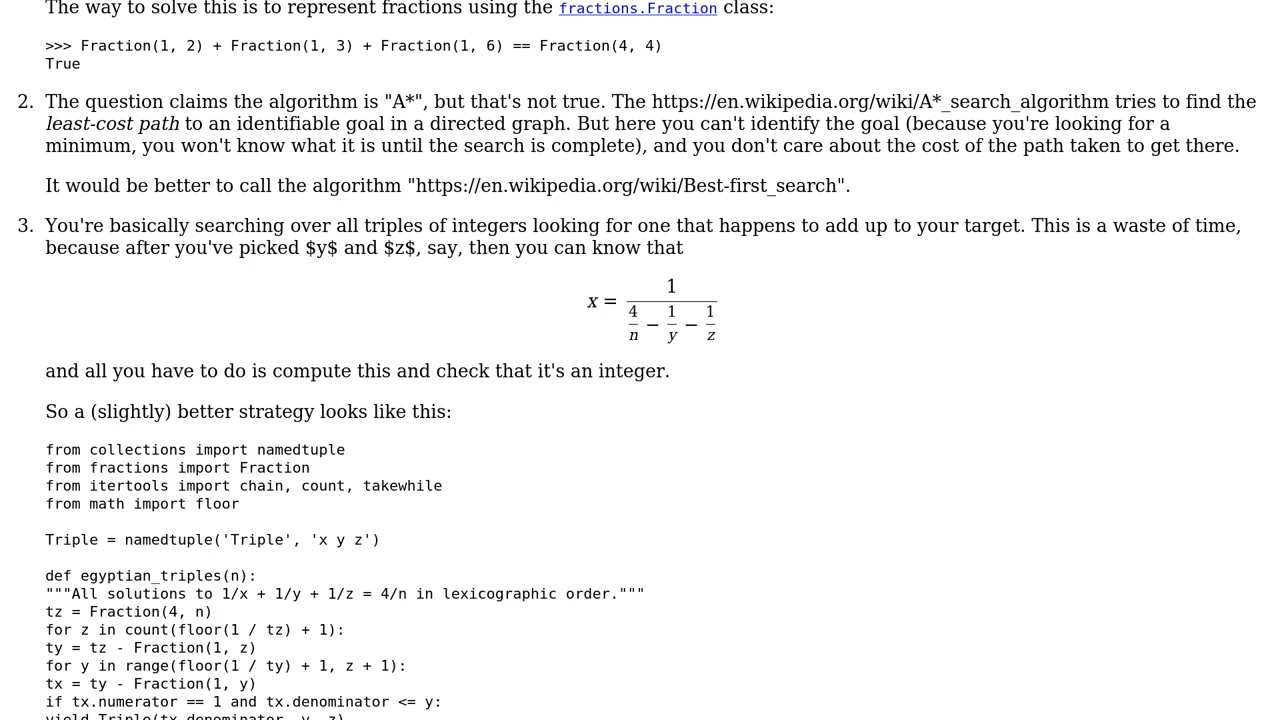 The way to solve this is to represent fractions using the fractions.Fraction class:
>>> Fraction(1, 2) + Fraction(1, 3) + Fraction(1, 6) == Fraction(4, 4)
True
2. The question claims the algorithm is "A*", but that's not true. The https://en.wikipedia.org/wiki/A*_search_algorithm tries to find the
least-cost path to an identifiable goal in a directed graph. But here you can't identify the goal (because you're looking for a
minimum, you won't know what it is until the search is complete), and you don't care about the cost of the path taken to get there.
It would be better to call the algorithm "https://en.wikipedia.org/wiki/Best-first_search".
3. You're basically searching over all triples of integers looking for one that happens to add up to your target. This is a waste of time,
because after you've picked $y$ and $z$, say, then you can know that
x = 1 / (4/n − 1/y − 1/z)
and all you have to do is compute this and check that it's an integer.
So a (slightly) better strategy looks like this:
from collections import namedtuple
from fractions import Fraction
from itertools import chain, count, takewhile
from math import floor
Triple = namedtuple('Triple', 'x y z')
def egyptian_triples(n):
"""All solutions to 1/x + 1/y + 1/z = 4/n in lexicographic order."""
tz = Fraction(4, n)
for z in count(floor(1 / tz) + 1):
ty = tz - Fraction(1, z)
for y in range(floor(1 / ty) + 1, z + 1):
tx = ty - Fraction(1, y)
if tx.numerator == 1 and tx.denominator <= y:
yield Triple(tx.denominator, y, z)